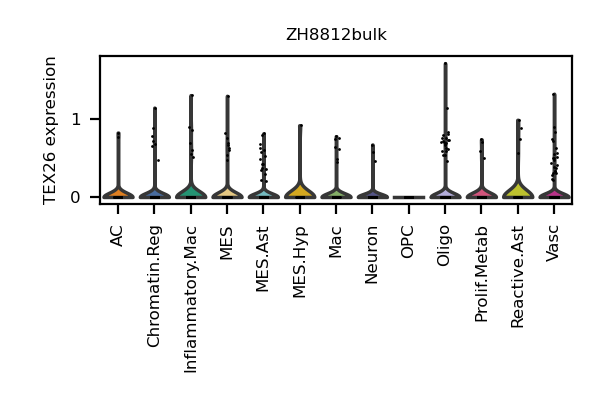 ZH8812bulk
TEX26 expression
1
0
AC
Chromatin.Reg
Inflammatory.Mac
MES
MES.Ast
MES.Hyp
Mac
Neuron
OPC
Oligo
Prolif.Metab
Reactive.Ast
Vasc